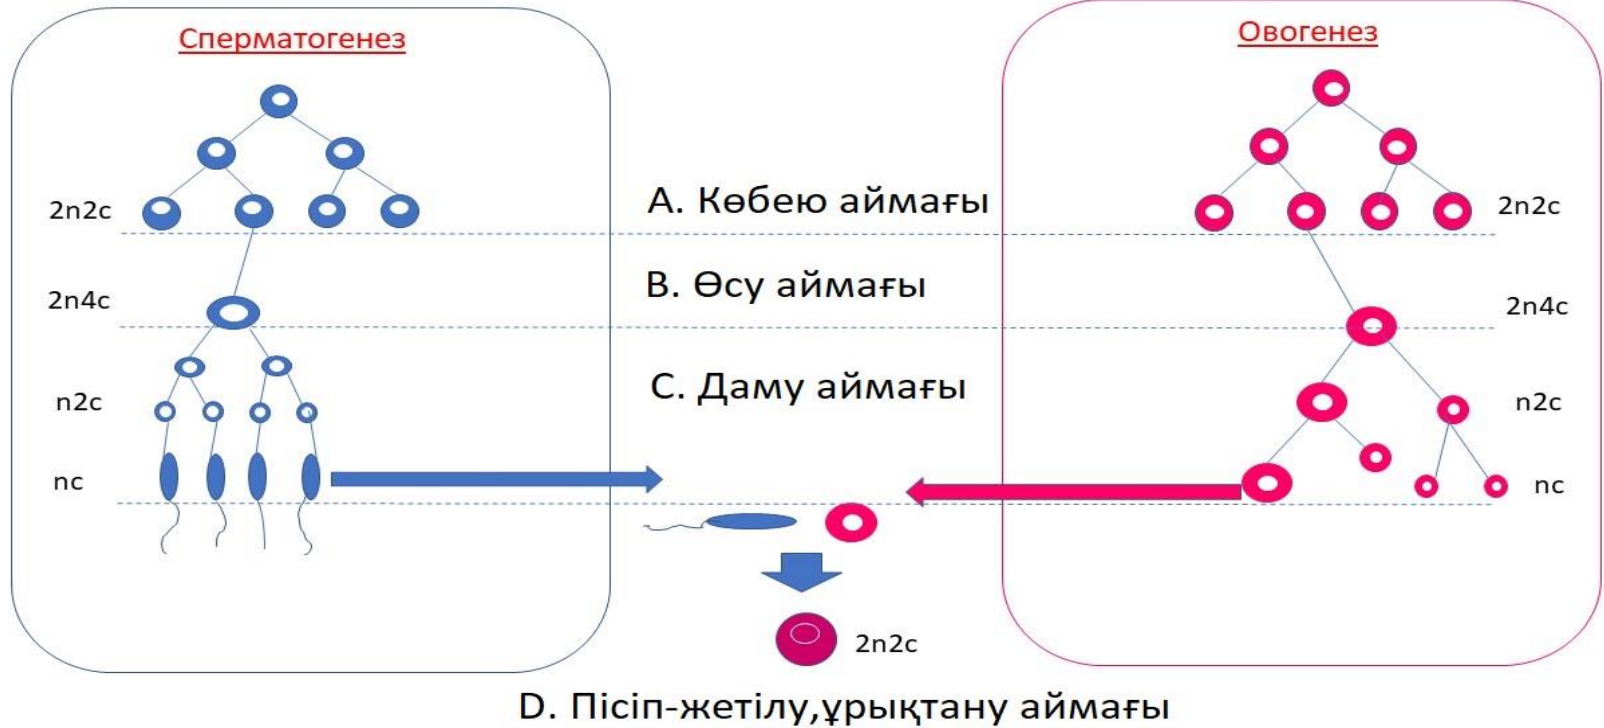 Сперматогенез
Овогенез
2n2c
А. Көбею аймағы
2n2c
2n4c
В. Өсу аймағы
2n4c
n2c
С. Даму аймағы
n2c
nc
nc
2n2c
D. Пісіп-жетілу,ұрықтану аймағы